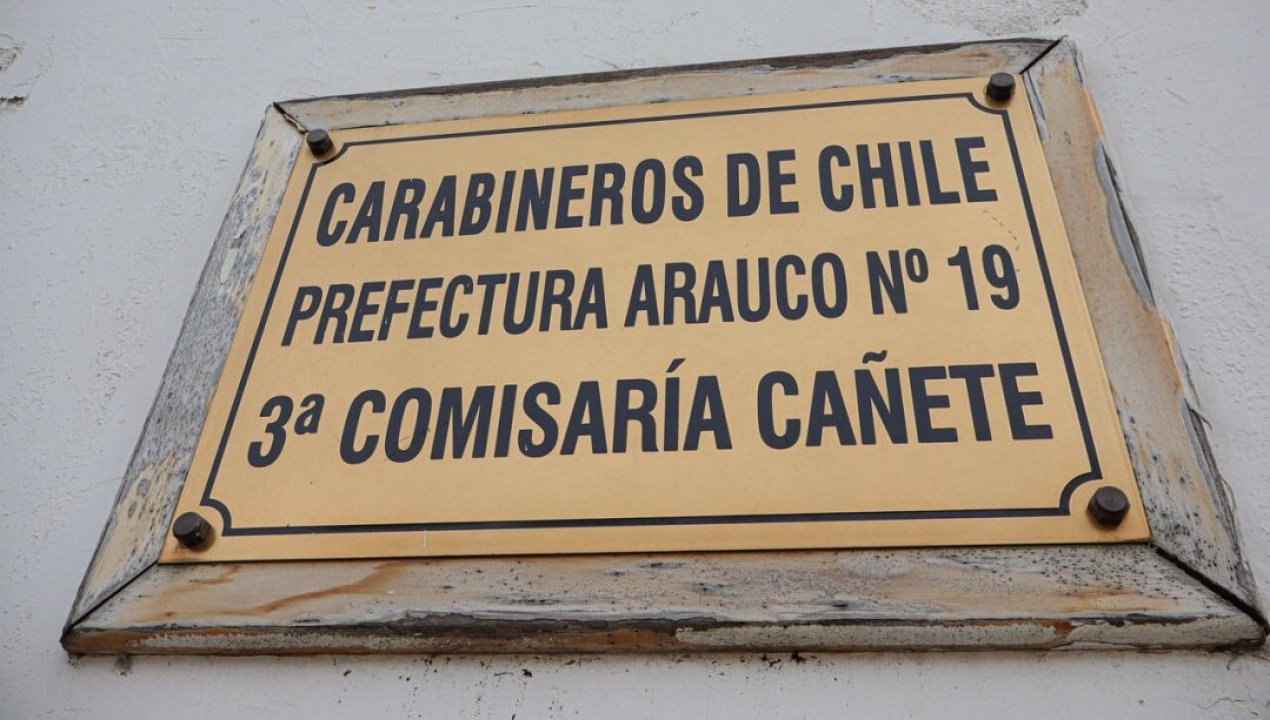 CARABINEROS DE CHILE
PREFECTURA ARAUCO Nº 19
3ª COMISARÍA CAÑETE